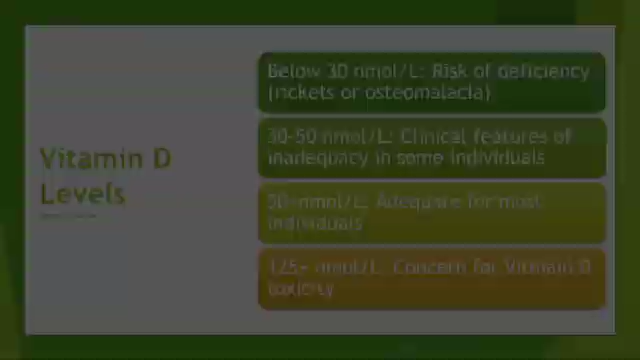 Vitamin D
Levels
Below 30 nmol/L: Risk of deficiency
(rickets or osteomalacia)
30-50 nmol/L: Clinical features of
inadequacy in some individuals
50+ nmol/L: Adequate for most
individuals
125+ nmol/L: Concern for Vitmain D
toxicity